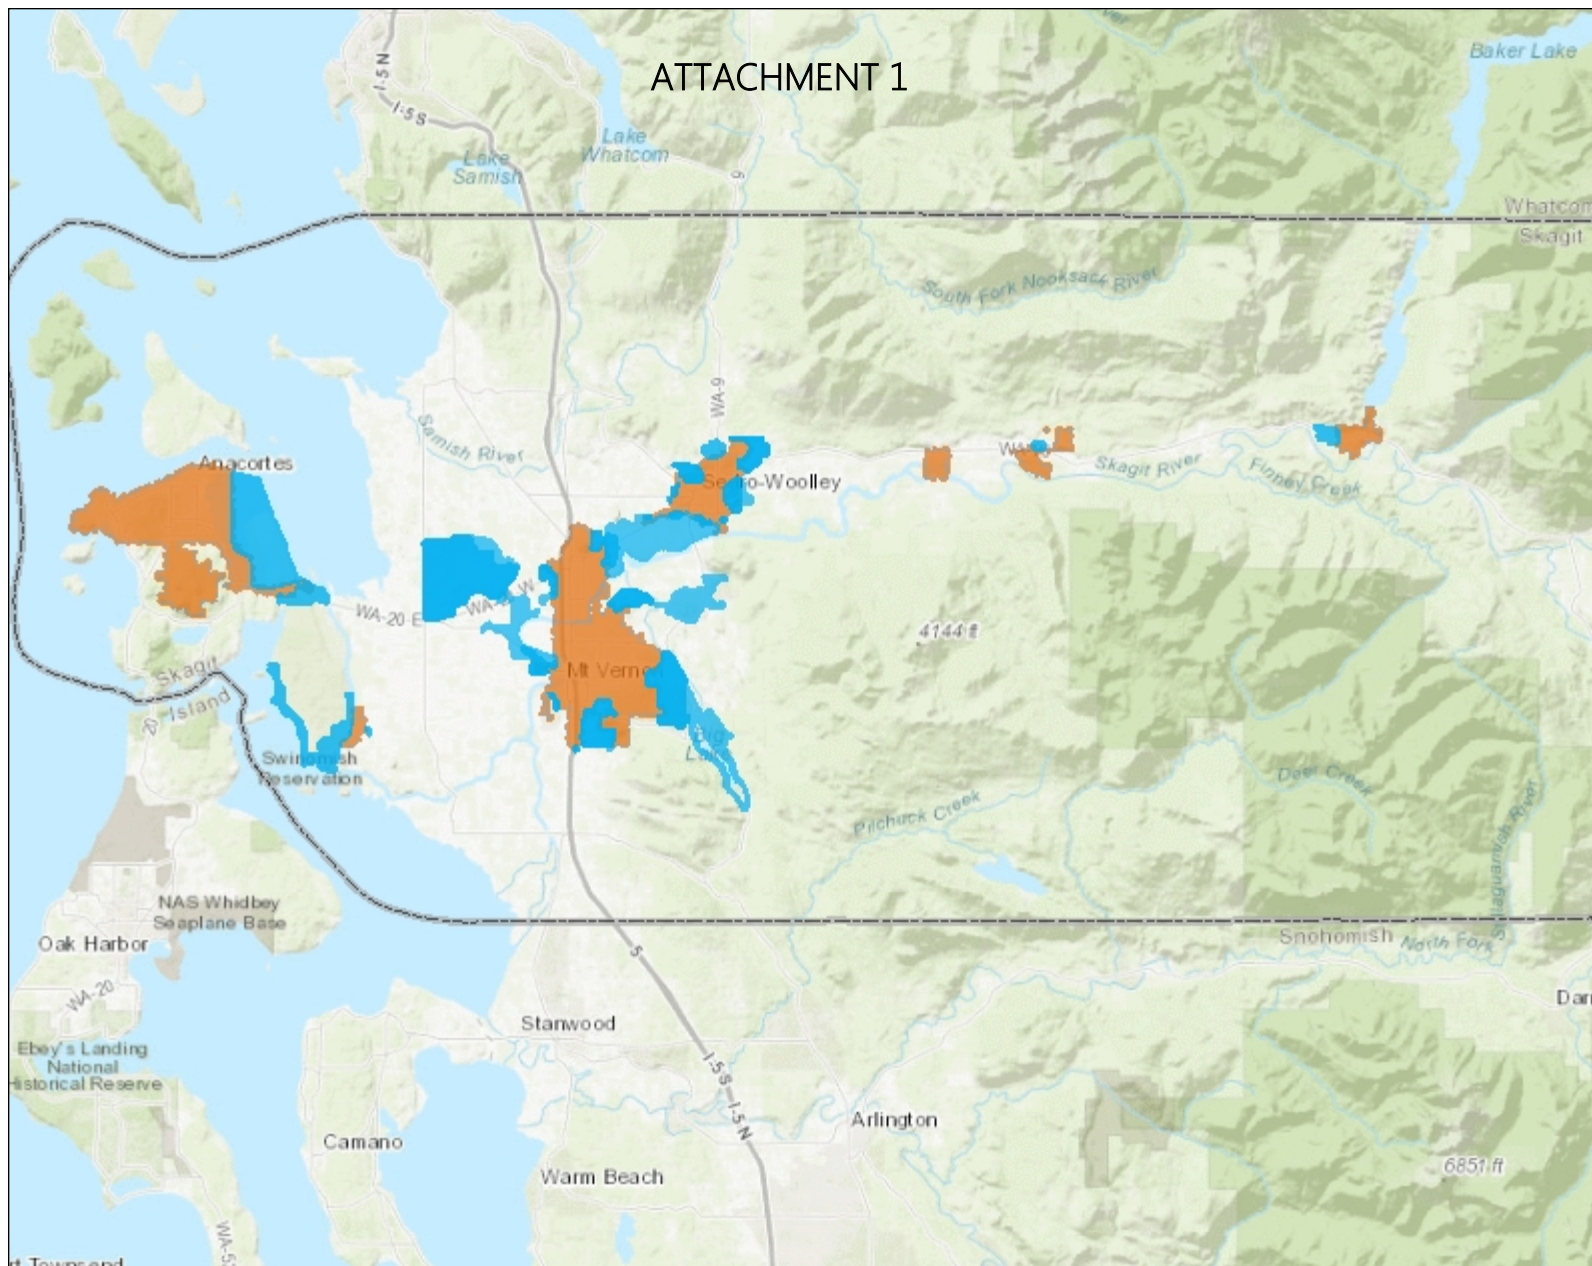 ATTACHMENT 1
Baker Lake
I-5 N
I-5 S
Lake
Whatcom
Lake
Samish
9
Whatcom
Skagit
South Fork Nooksack River
WA-9
Samish River
Anacortes
Skagit River
Finney Creek
WA-20 E
4144 ft
Skagit
Island
20
Swinomish
Reservation
Deer Creek
Pilchuck Creek
NAS Whidbey
Seaplane Base
Oak Harbor
Snohomish
North Fork
5
WA-20
Stanwood
Ebey's Landing
National
Historical Reserve
I-5 S
I-5 N
Arlington
Camano
6851 ft
Warm Beach